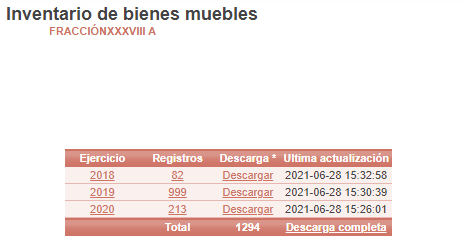 Inventario de bienes muebles
FRACCIÓNXXXVIII A
Ejercicio Registros Descarga * Ultima actualización
2018 82 Descargar 2021-06-28 15:32:58
2019 999 Descargar 2021-06-28 15:30:39
2020 213 Descargar 2021-06-28 15:26:01
Total 1294 Descarga completa